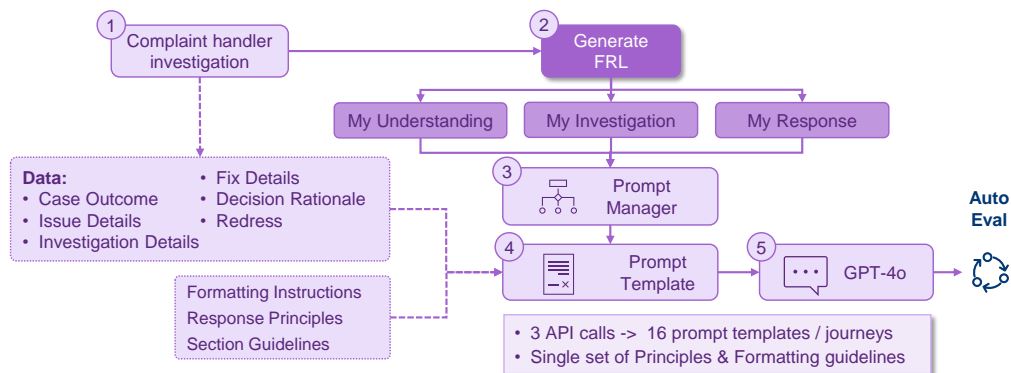 1
Complaint handler
investigation
2
Generate
FRL
My Understanding
My Investigation
My Response
Data:
• Case Outcome
• Issue Details
• Investigation Details
• Fix Details
• Decision Rationale
• Redress
3
Prompt
Manager
Formatting Instructions
Response Principles
Section Guidelines
4
Prompt
Template
5
GPT-4o
Auto
Eval
• 3 API calls -> 16 prompt templates / journeys
• Single set of Principles & Formatting guidelines